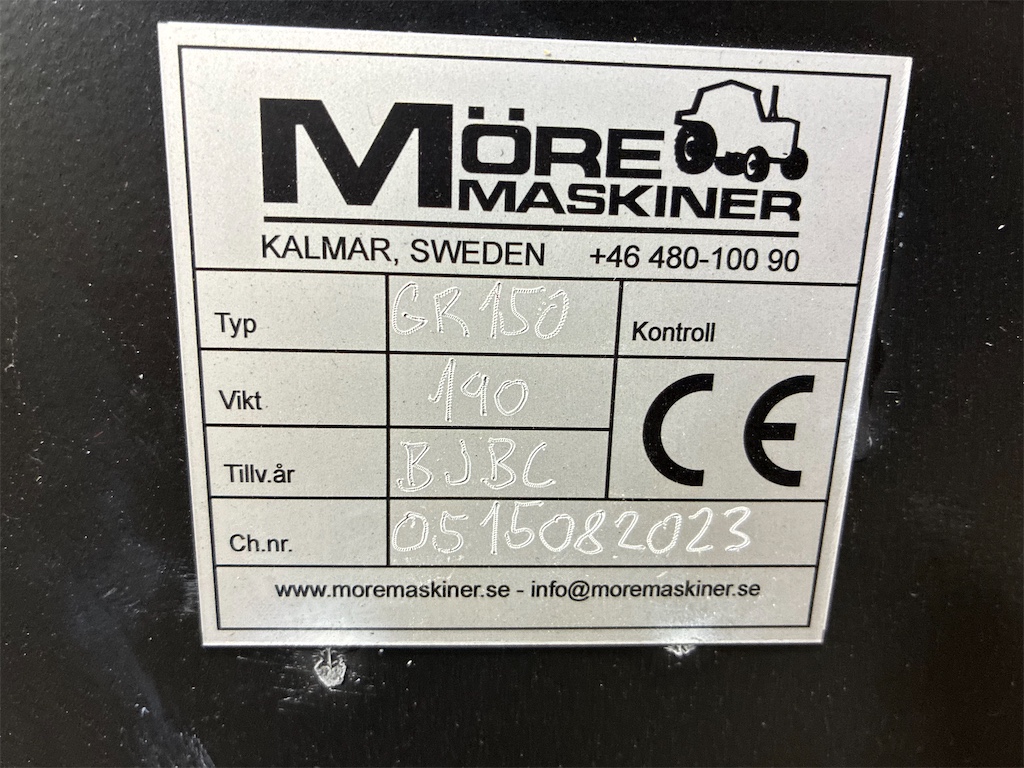 MÖRE
MASKINER
KALMAR, SWEDEN +46 480-100 90
Typ GR150 Kontroll
Vikt 190 CE
Tillv.år BJBC
Ch.nr. 0515082023
www.moremaskiner.se - info@moremaskiner.se